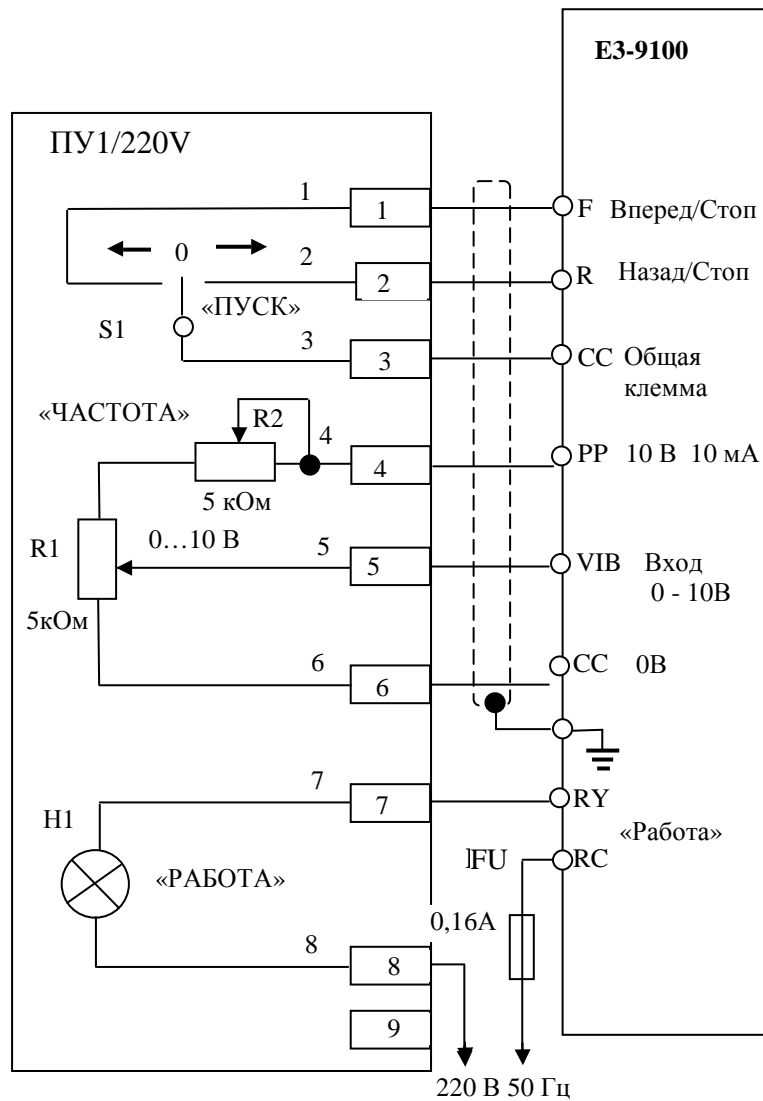 Е3-9100
ПУ1/220V
1
1
F Вперед/Стоп
0
2
2
R Назад/Стоп
«ПУСК»
S1
3
3
CC Общая
клемма
«ЧАСТОТА»
R2
4
4
PP 10 В 10 мА
5 кОм
R1
0…10 В
5
5
VIB Вход
0 - 10В
5кОм
6
6
CC 0В
7
7
RY
H1
«Работа»
FU
RC
«РАБОТА»
0,16А
8
8
9
220 В 50 Гц